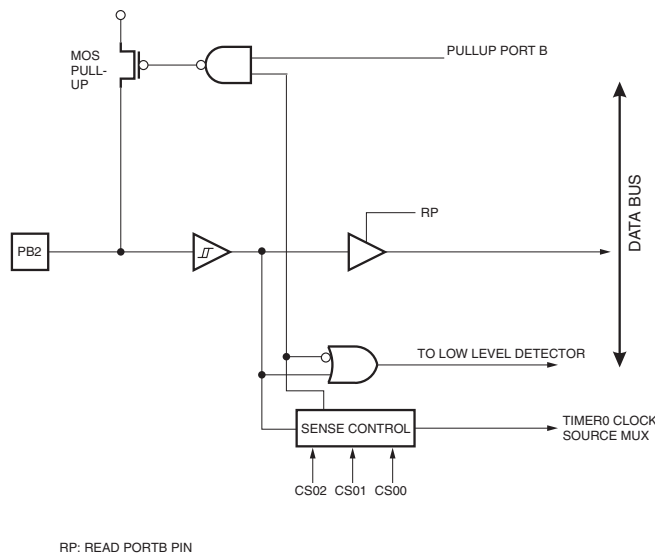 MOS
PULL-
UP
PULLUP PORT B
RP
DATA BUS
PB2
TO LOW LEVEL DETECTOR
SENSE CONTROL
TIMER0 CLOCK
SOURCE MUX
CS02 CS01 CS00
RP: READ PORTB PIN